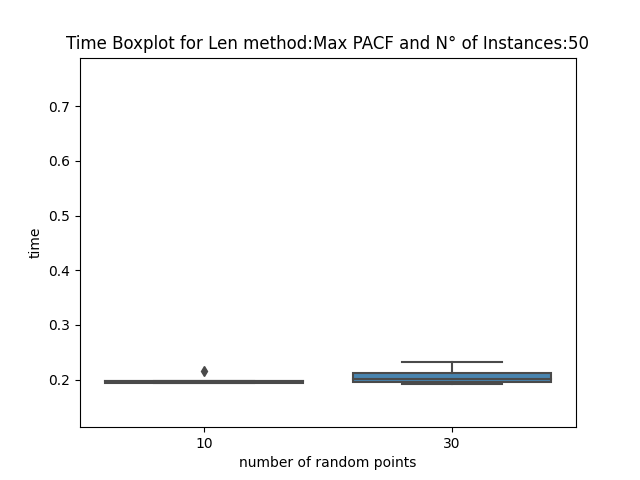 Time Boxplot for Len method:Max PACF and N° of Instances:50
0.7
0.6
0.5
0.4
0.3
0.2
time
10 30
number of random points